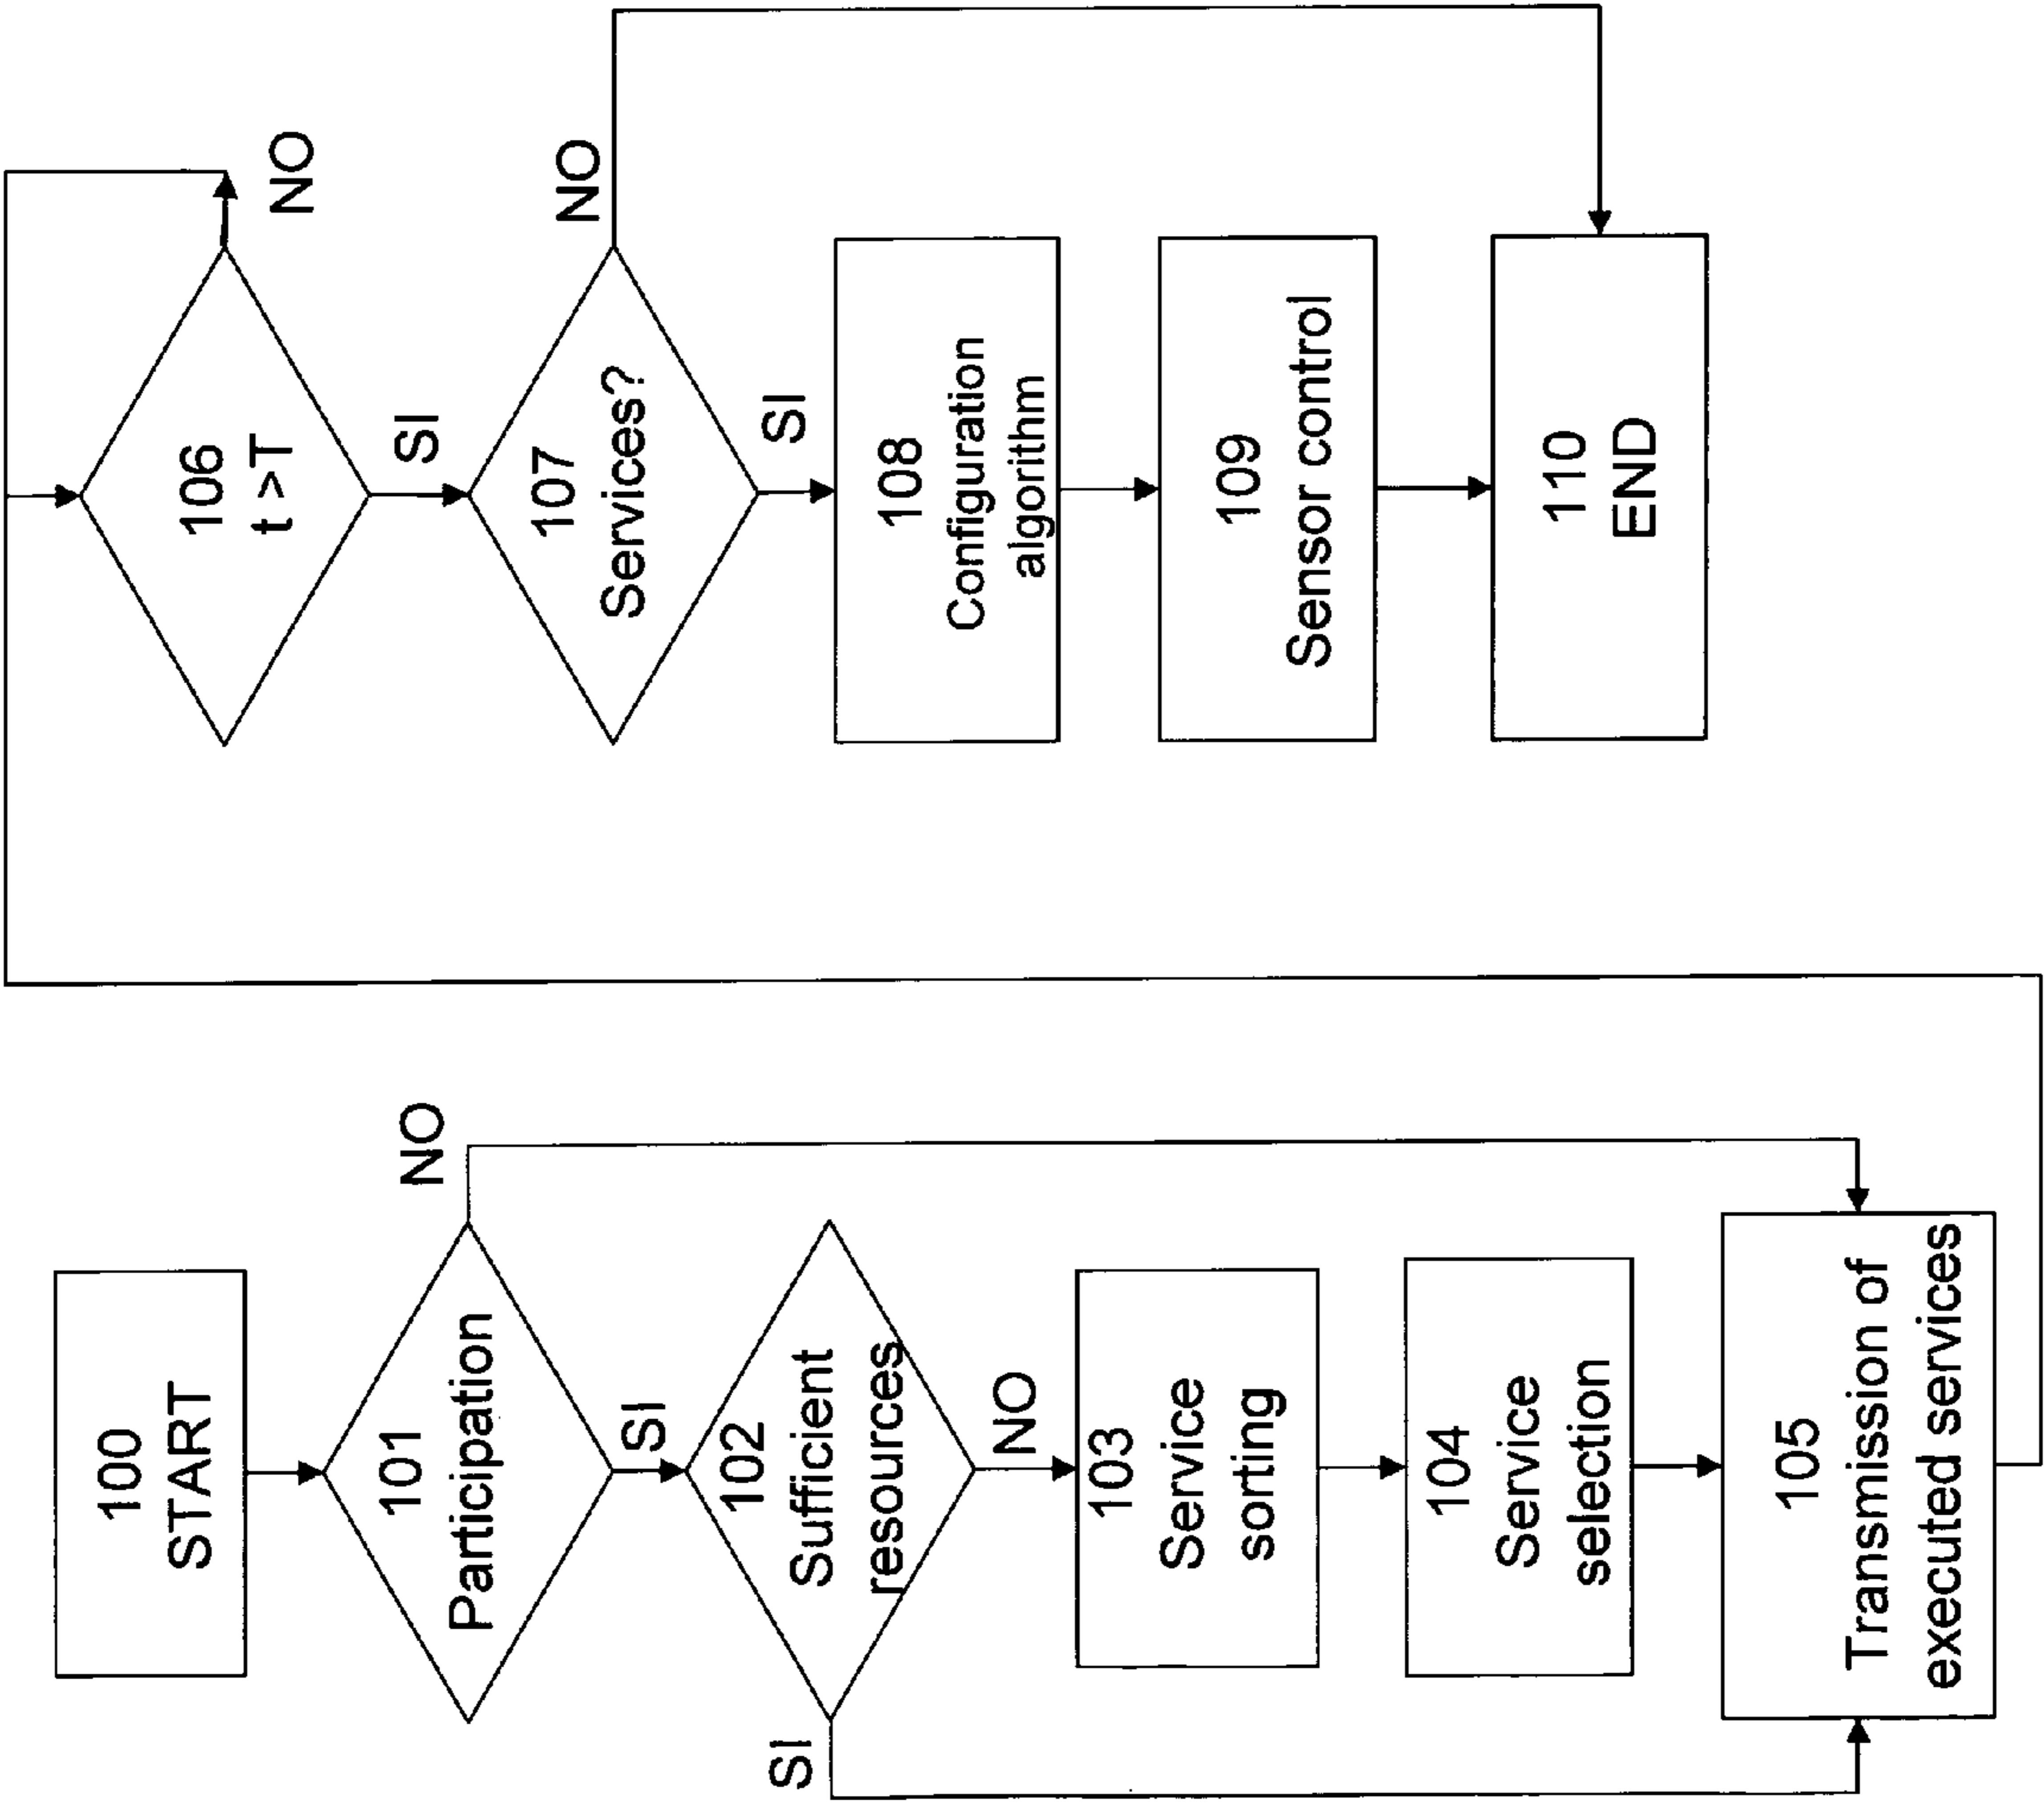 100
START
101
Participation
NO
SI
102
Sufficient
resources
SI
NO
103
Service
sorting
104
Service
selection
105
Transmission of
executed services
106
t >T
NO
SI
107
Services?
NO
SI
108
Configuration
algorithm
109
Sensor control
110
END